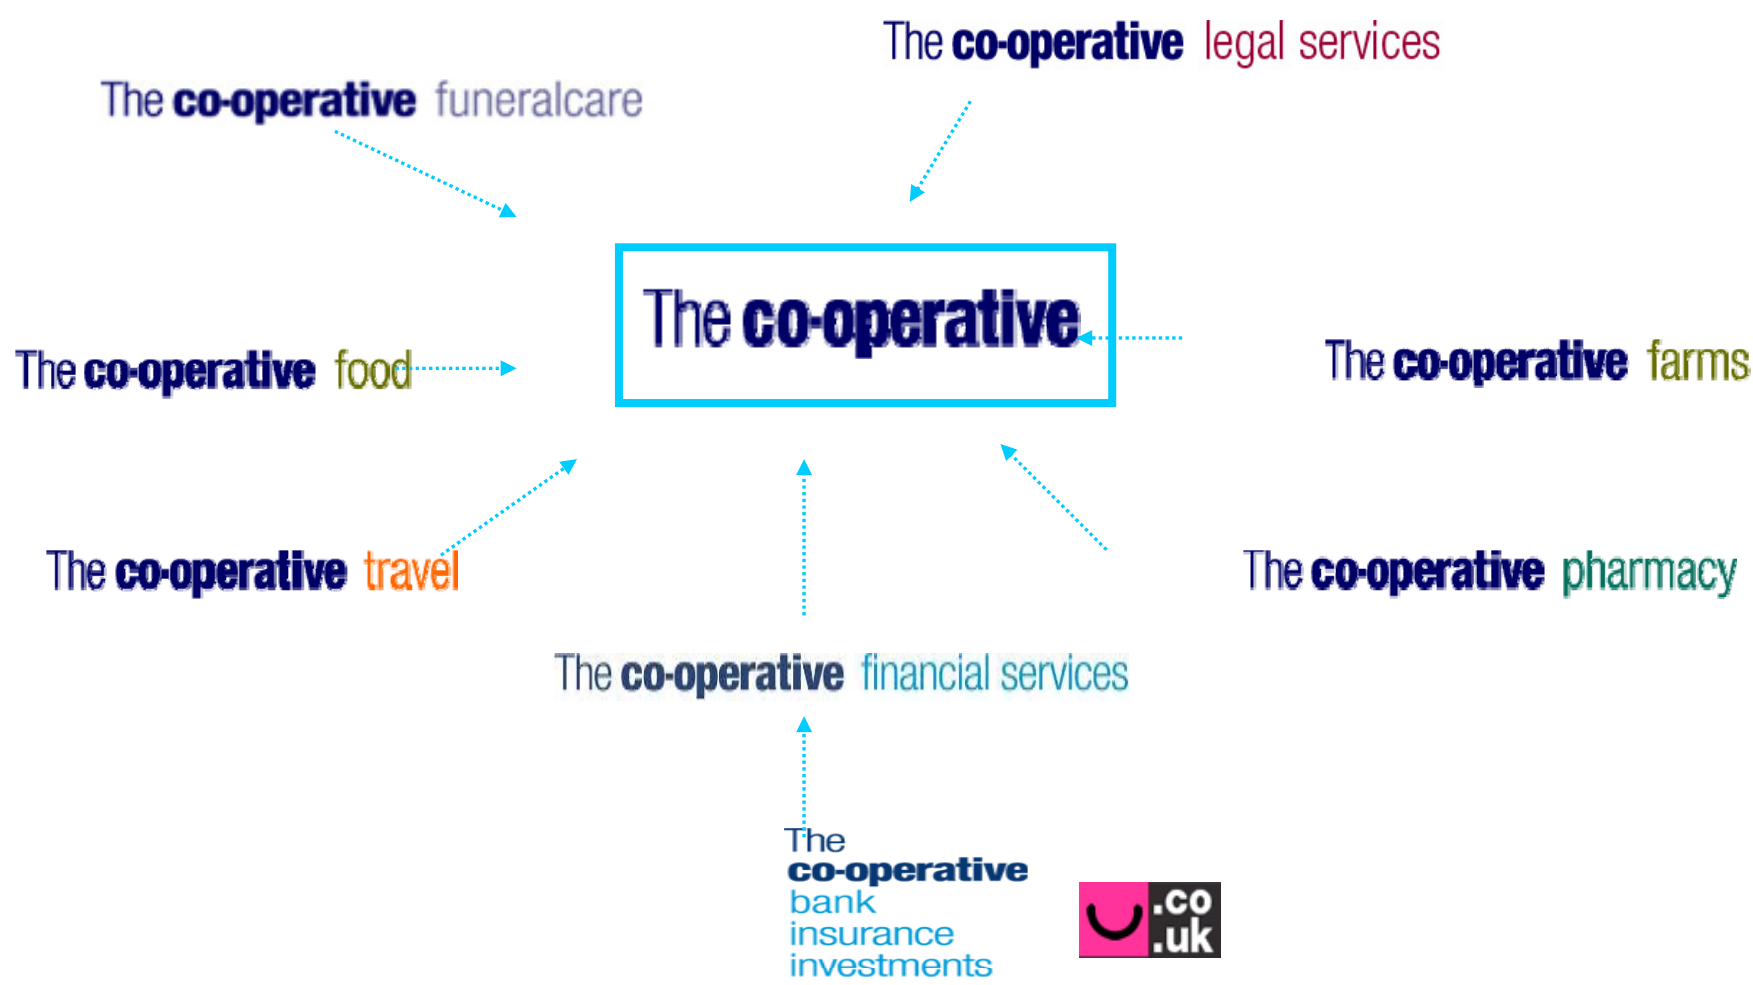 The co-operative legal services
The co-operative funeralcare
The co-operative
The co-operative food
The co-operative farms
The co-operative travel
The co-operative pharmacy
The co-operative financial services
The
co-operative
bank
insurance
investments
.co
.uk